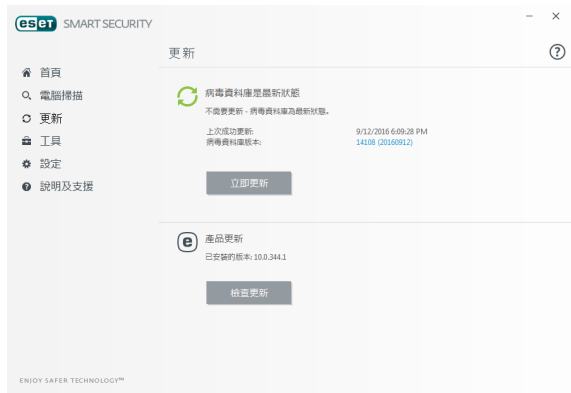 eset SMART SECURITY
更新
首頁
電腦掃描
更新
工具
設定
說明及支援
病毒資料庫是最新狀態
不需要更新 - 病毒資料庫為最新狀態。
上次成功更新: 9/12/2016 6:09:28 PM
病毒資料庫版本: 14108 (20160912)
立即更新
產品更新
已安裝的版本: 10.0.344.1
檢查更新
ENJOY SAFER TECHNOLOGY™